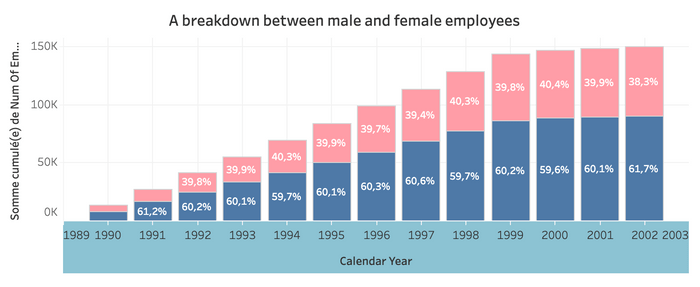 A breakdown between male and female employees
Somme cumulé(e) de Num Of Em...
150K
100K
50K
0K
39,8%
39,9%
40,3%
39,9%
39,7%
39,4%
40,3%
39,8%
40,4%
39,9%
38,3%
61,2%
60,2%
60,1%
59,7%
60,1%
60,3%
60,6%
59,7%
60,2%
59,6%
60,1%
61,7%
1989 1990 1991 1992 1993 1994 1995 1996 1997 1998 1999 2000 2001 2002 2003
Calendar Year